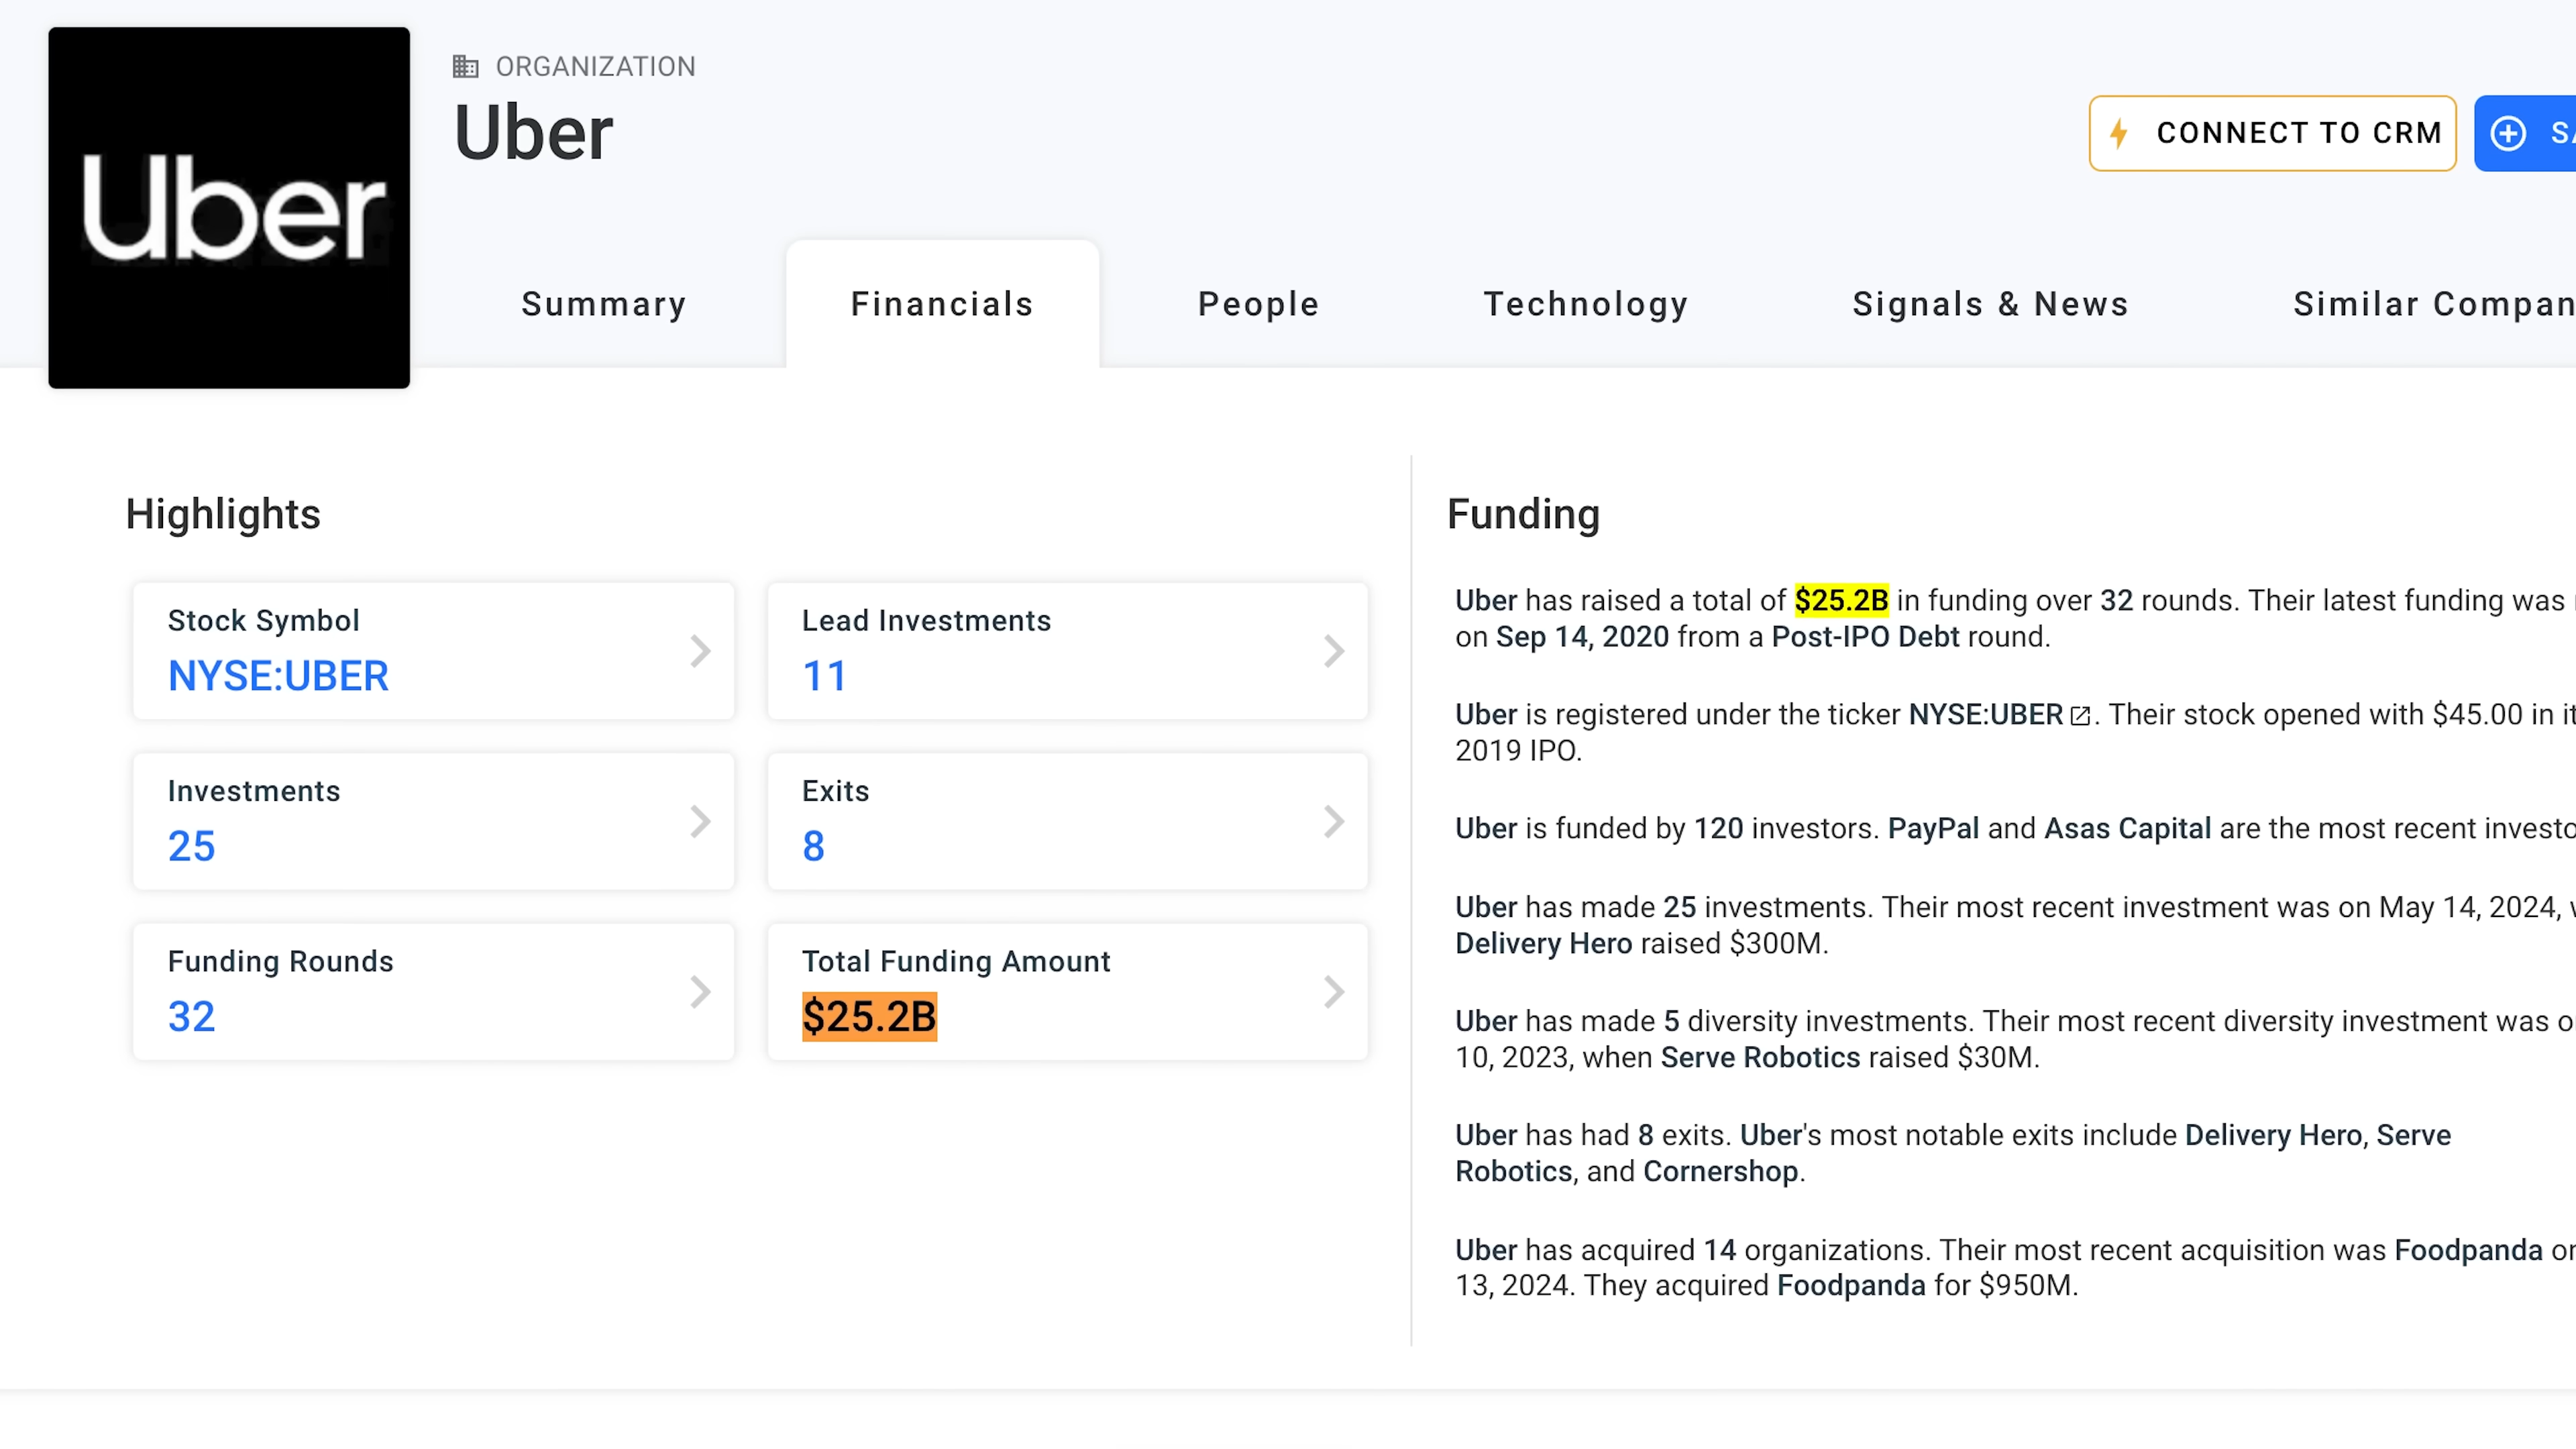 Uber
ORGANIZATION
Uber
CONNECT TO CRM
Summary
Financials
People
Technology
Signals & News
Similar
Highlights
Stock Symbol
NYSE:UBER
Lead Investments
11
Investments
25
Exits
8
Funding Rounds
32
Total Funding Amount
$25.2B
Funding
Uber has raised a total of $25.2B in funding over 32 rounds. Their latest funding was
on Sep 14, 2020 from a Post-IPO Debt round.
Uber is registered under the ticker NYSE:UBER. Their stock opened with $45.00 in
2019 IPO.
Uber is funded by 120 investors. PayPal and Asas Capital are the most recent
Uber has made 25 investments. Their most recent investment was on May 14, 2024,
Delivery Hero raised $300M.
Uber has made 5 diversity investments. Their most recent diversity investment was
10, 2023, when Serve Robotics raised $30M.
Uber has had 8 exits. Uber's most notable exits include Delivery Hero, Serve
Robotics, and Cornershop.
Uber has acquired 14 organizations. Their most recent acquisition was Foodpanda
13, 2024. They acquired Foodpanda for $950M.